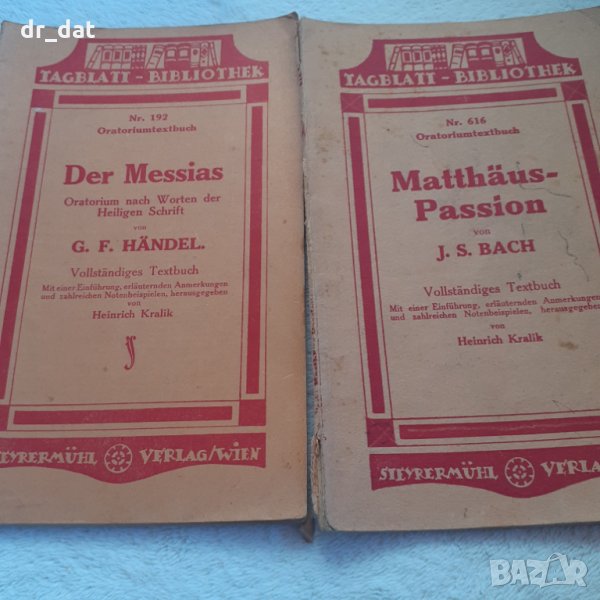 dr_dat
TAGBLATT-BIBLIOTHEK
Nr. 192
Oratoriumtextbuch
Der Messias
Oratorium nach Worten der
Heiligen Schrift
von
G. F. HÄNDEL.
Vollständiges Textbuch
Mit einer Einführung, erläuternden Anmerkungen
und zahlreichen Notenbeispielen, herausgegeben
von
Heinrich Kralik
STEYRERMÜHL VERLAG/WIEN
TAGBLATT-BIBLIOTHEK
Nr. 616
Oratoriumtextbuch
Matthäus-
Passion
von
J. S. BACH
Vollständiges Textbuch
Mit einer Einführung, erläuternden Anmerkungen
und zahlreichen Notenbeispielen, herausgegeben
von
Heinrich Kralik
STEYRERMÜHL VERLA
BAZAR